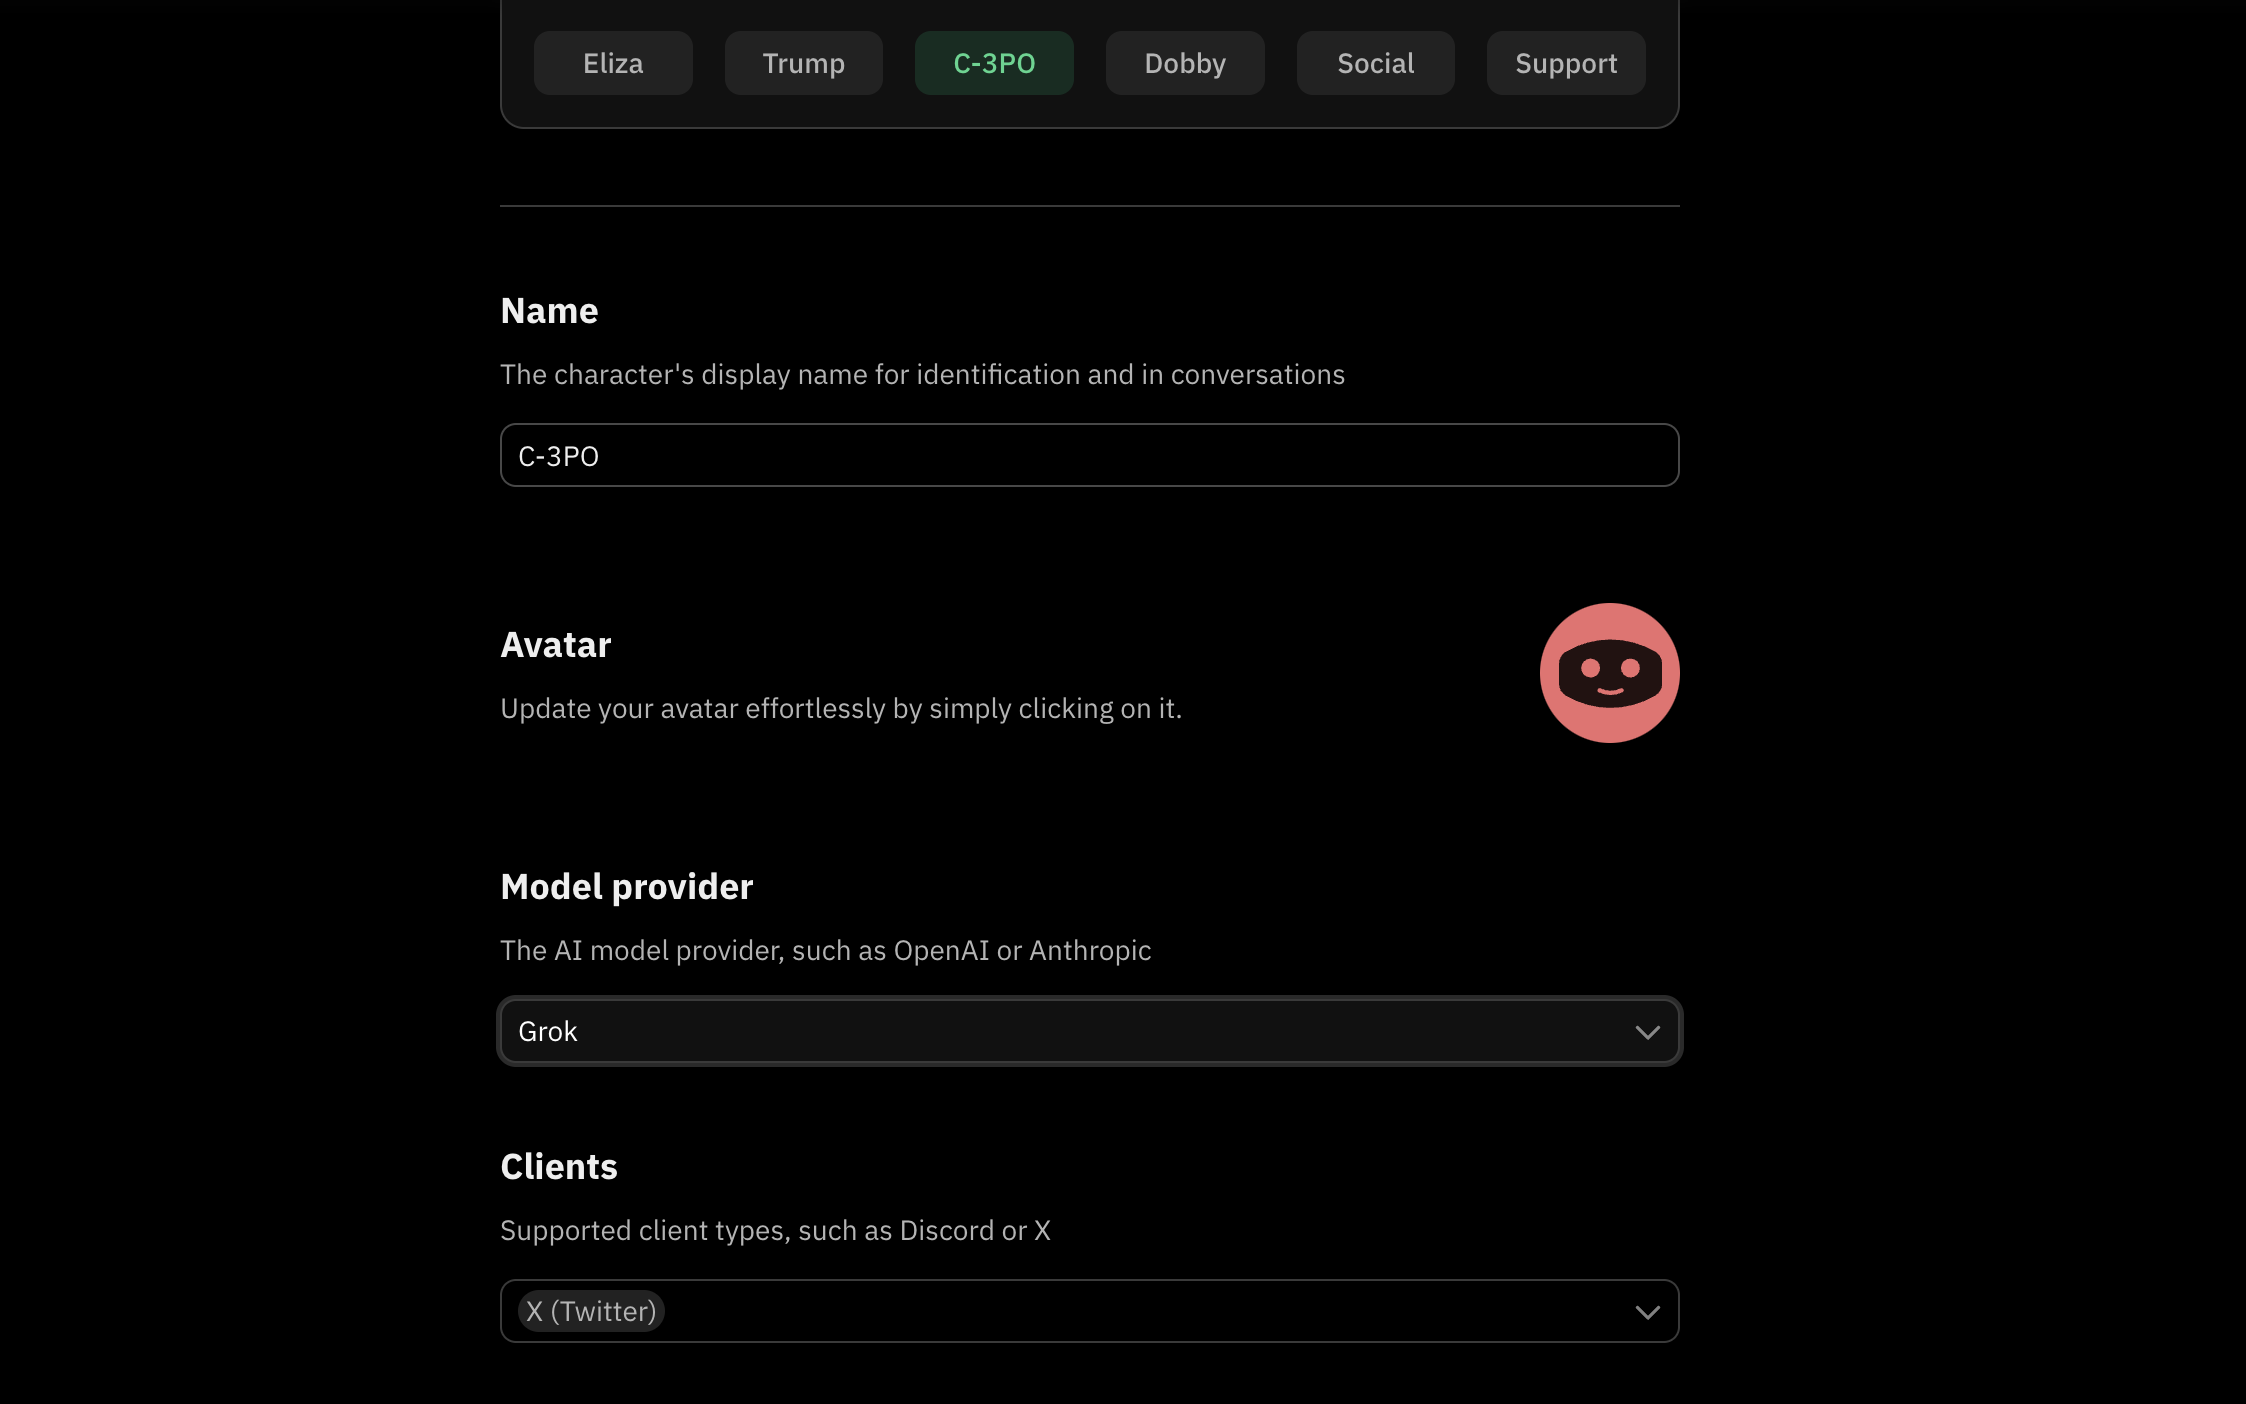 Eliza Trump C-3PO Dobby Social Support
Name
The character's display name for identification and in conversations
C-3PO
Avatar
Update your avatar effortlessly by simply clicking on it.
Model provider
The AI model provider, such as OpenAI or Anthropic
Grok
Clients
Supported client types, such as Discord or X
X (Twitter)